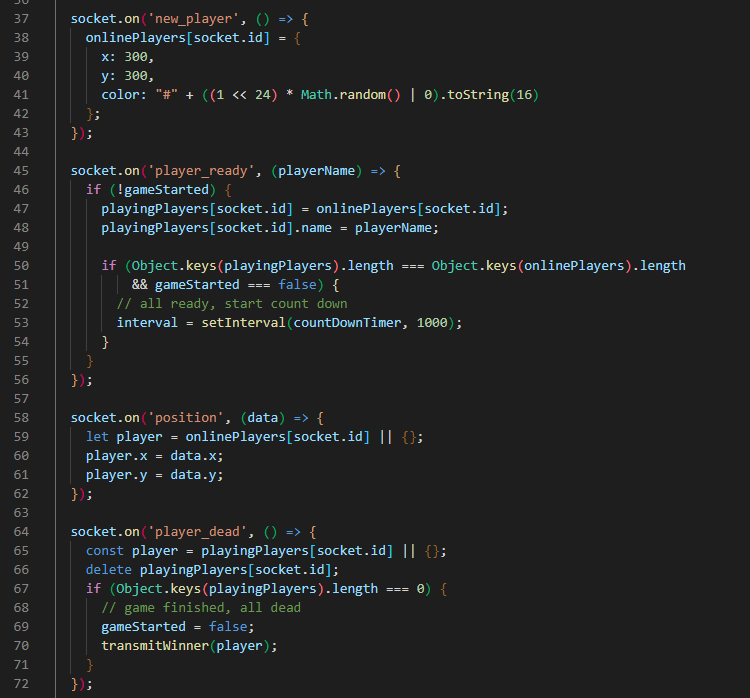 37 socket.on('new_player', () => {
38 onlinePlayers[socket.id] = {
39 x: 300,
40 y: 300,
41 color: "#" + ((1 << 24) * Math.random() | 0).toString(16)
42 };
43 });
44
45 socket.on('player_ready', (playerName) => {
46 if (!gameStarted) {
47 playingPlayers[socket.id] = onlinePlayers[socket.id];
48 playingPlayers[socket.id].name = playerName;
49
50 if (Object.keys(playingPlayers).length === Object.keys(onlinePlayers).length
51 && gameStarted === false) {
52 // all ready, start count down
53 interval = setInterval(countDownTimer, 1000);
54 }
55 }
56 });
57
58 socket.on('position', (data) => {
59 let player = onlinePlayers[socket.id] || {};
60 player.x = data.x;
61 player.y = data.y;
62 });
63
64 socket.on('player_dead', () => {
65 const player = playingPlayers[socket.id] || {};
66 delete playingPlayers[socket.id];
67 if (Object.keys(playingPlayers).length === 0) {
68 // game finished, all dead
69 gameStarted = false;
70 transmitWinner(player);
71 }
72 });